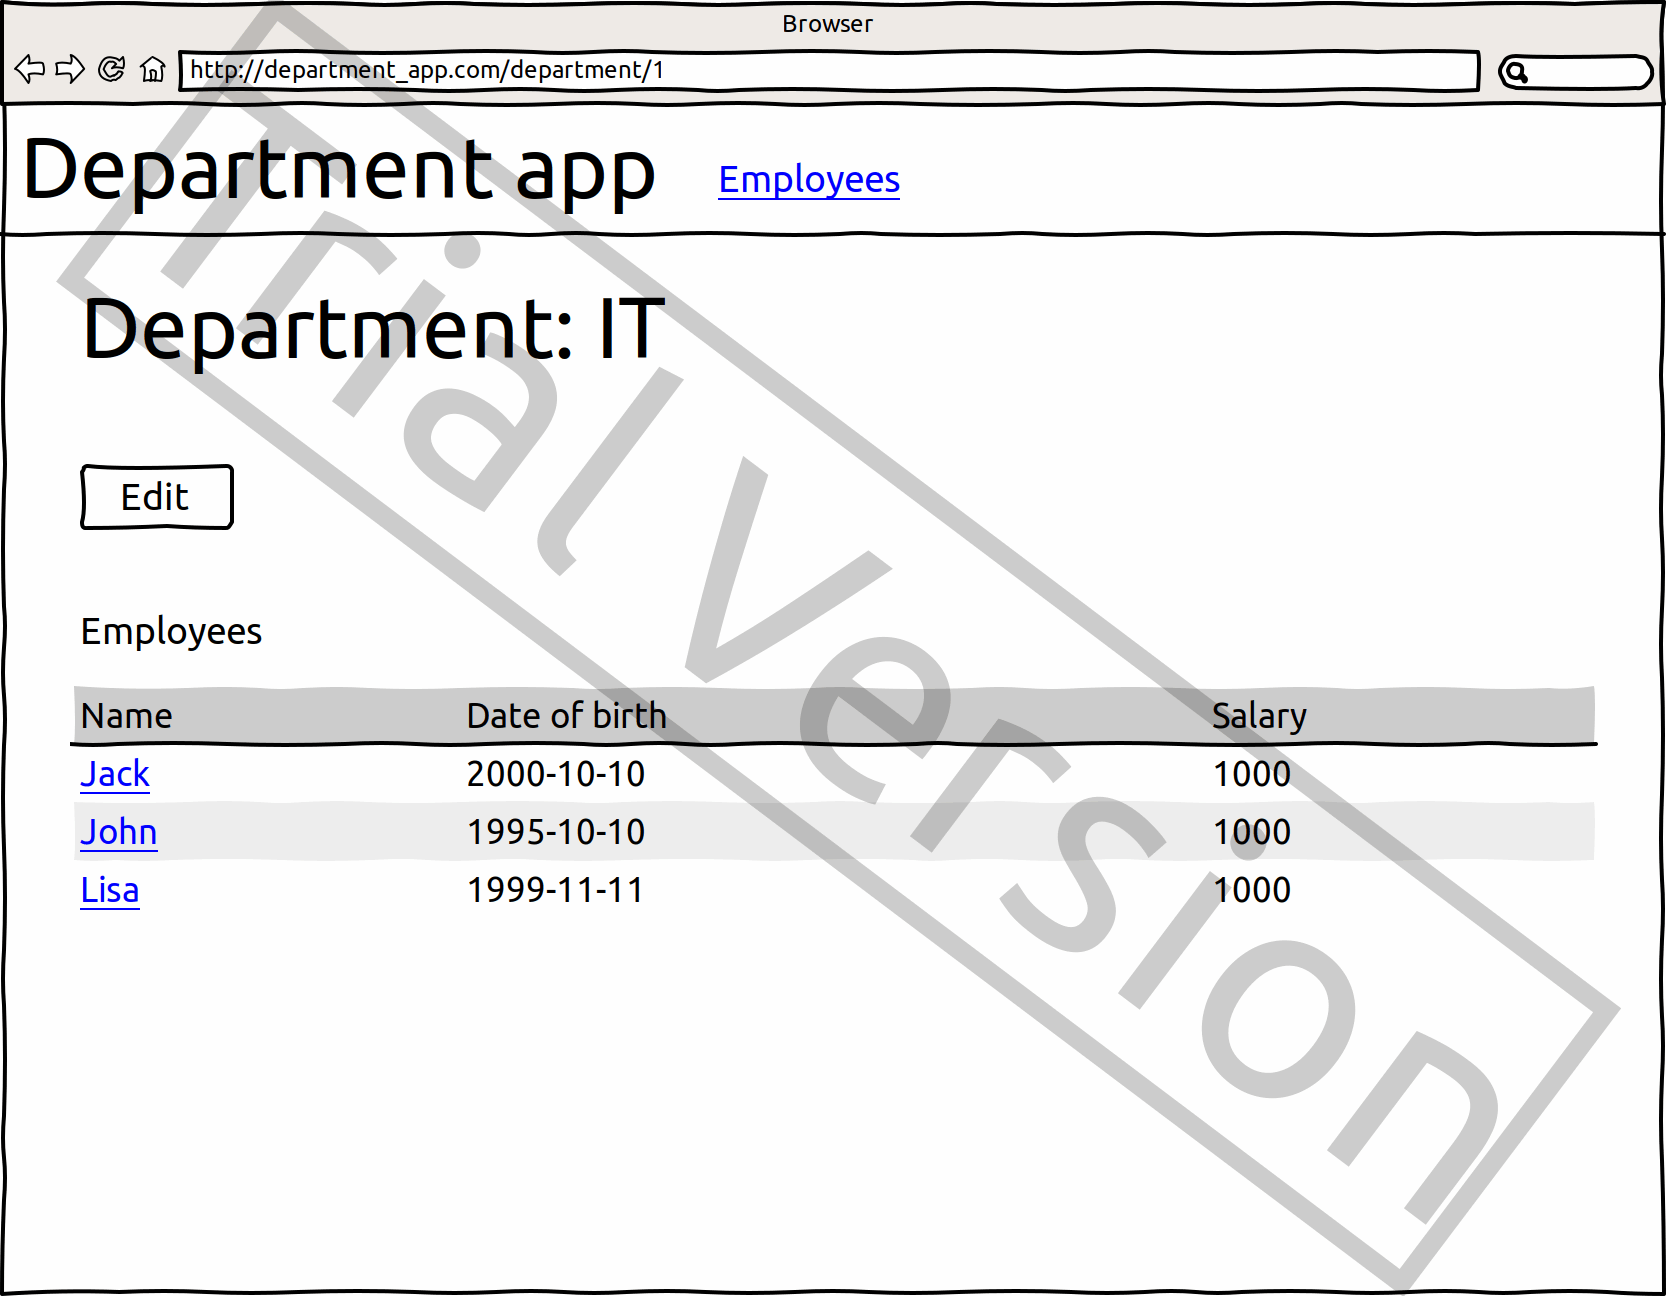 Browser
http://department_app.com/department/1
Department app Employees
Department: IT
Edit
Employees
Name Date of birth Salary
Jack 2000-10-10 1000
John 1995-10-10 1000
Lisa 1999-11-11 1000
Trial Version